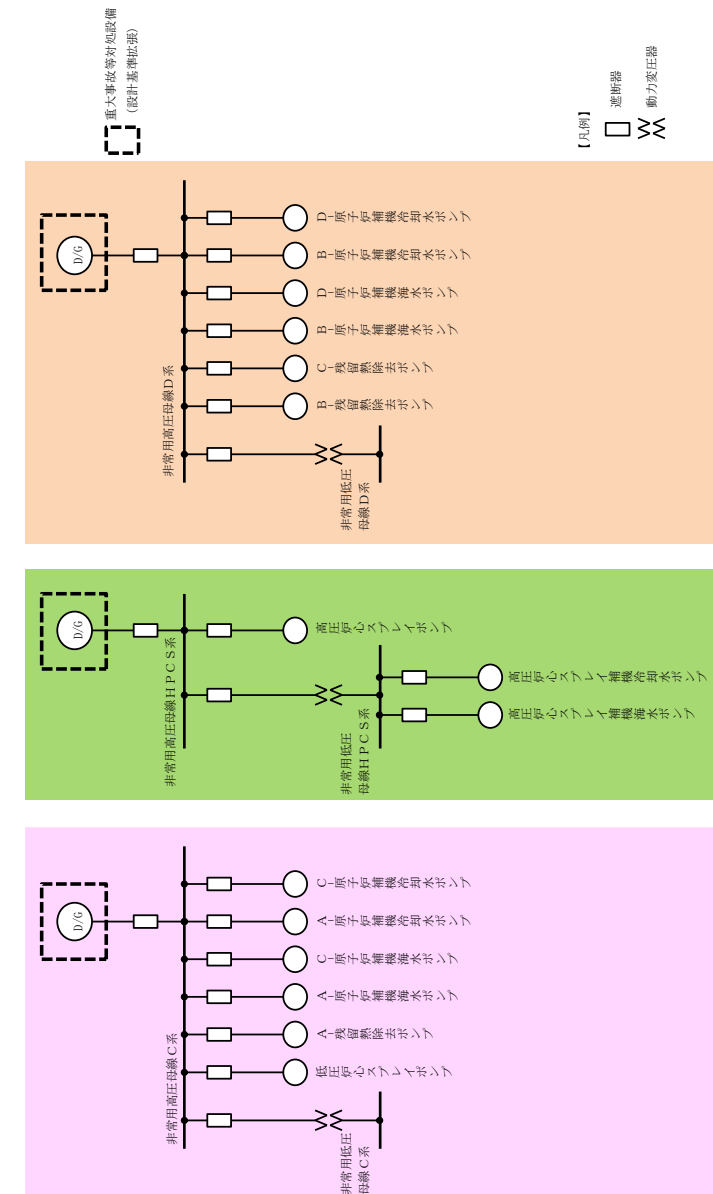 重大事故等対処設備
（設計基準拡張）
【凡例】
遮断器
動力変圧器
D/G
非常用高圧母線D系
D−原子炉補機冷却水ポンプ
B−原子炉補機冷却水ポンプ
D−原子炉補機海水ポンプ
B−原子炉補機海水ポンプ
C−残留熱除去ポンプ
B−残留熱除去ポンプ
非常用低圧
母線D系
D/G
非常用高圧母線HPCS系
高圧炉心スプレイポンプ
非常用低圧
母線HPCS系
高圧炉心スプレイ補機冷却水ポンプ
高圧炉心スプレイ補機海水ポンプ
D/G
非常用高圧母線C系
C−原子炉補機冷却水ポンプ
A−原子炉補機冷却水ポンプ
C−原子炉補機海水ポンプ
A−原子炉補機海水ポンプ
A−残留熱除去ポンプ
低圧炉心スプレイポンプ
非常用低圧
母線C系